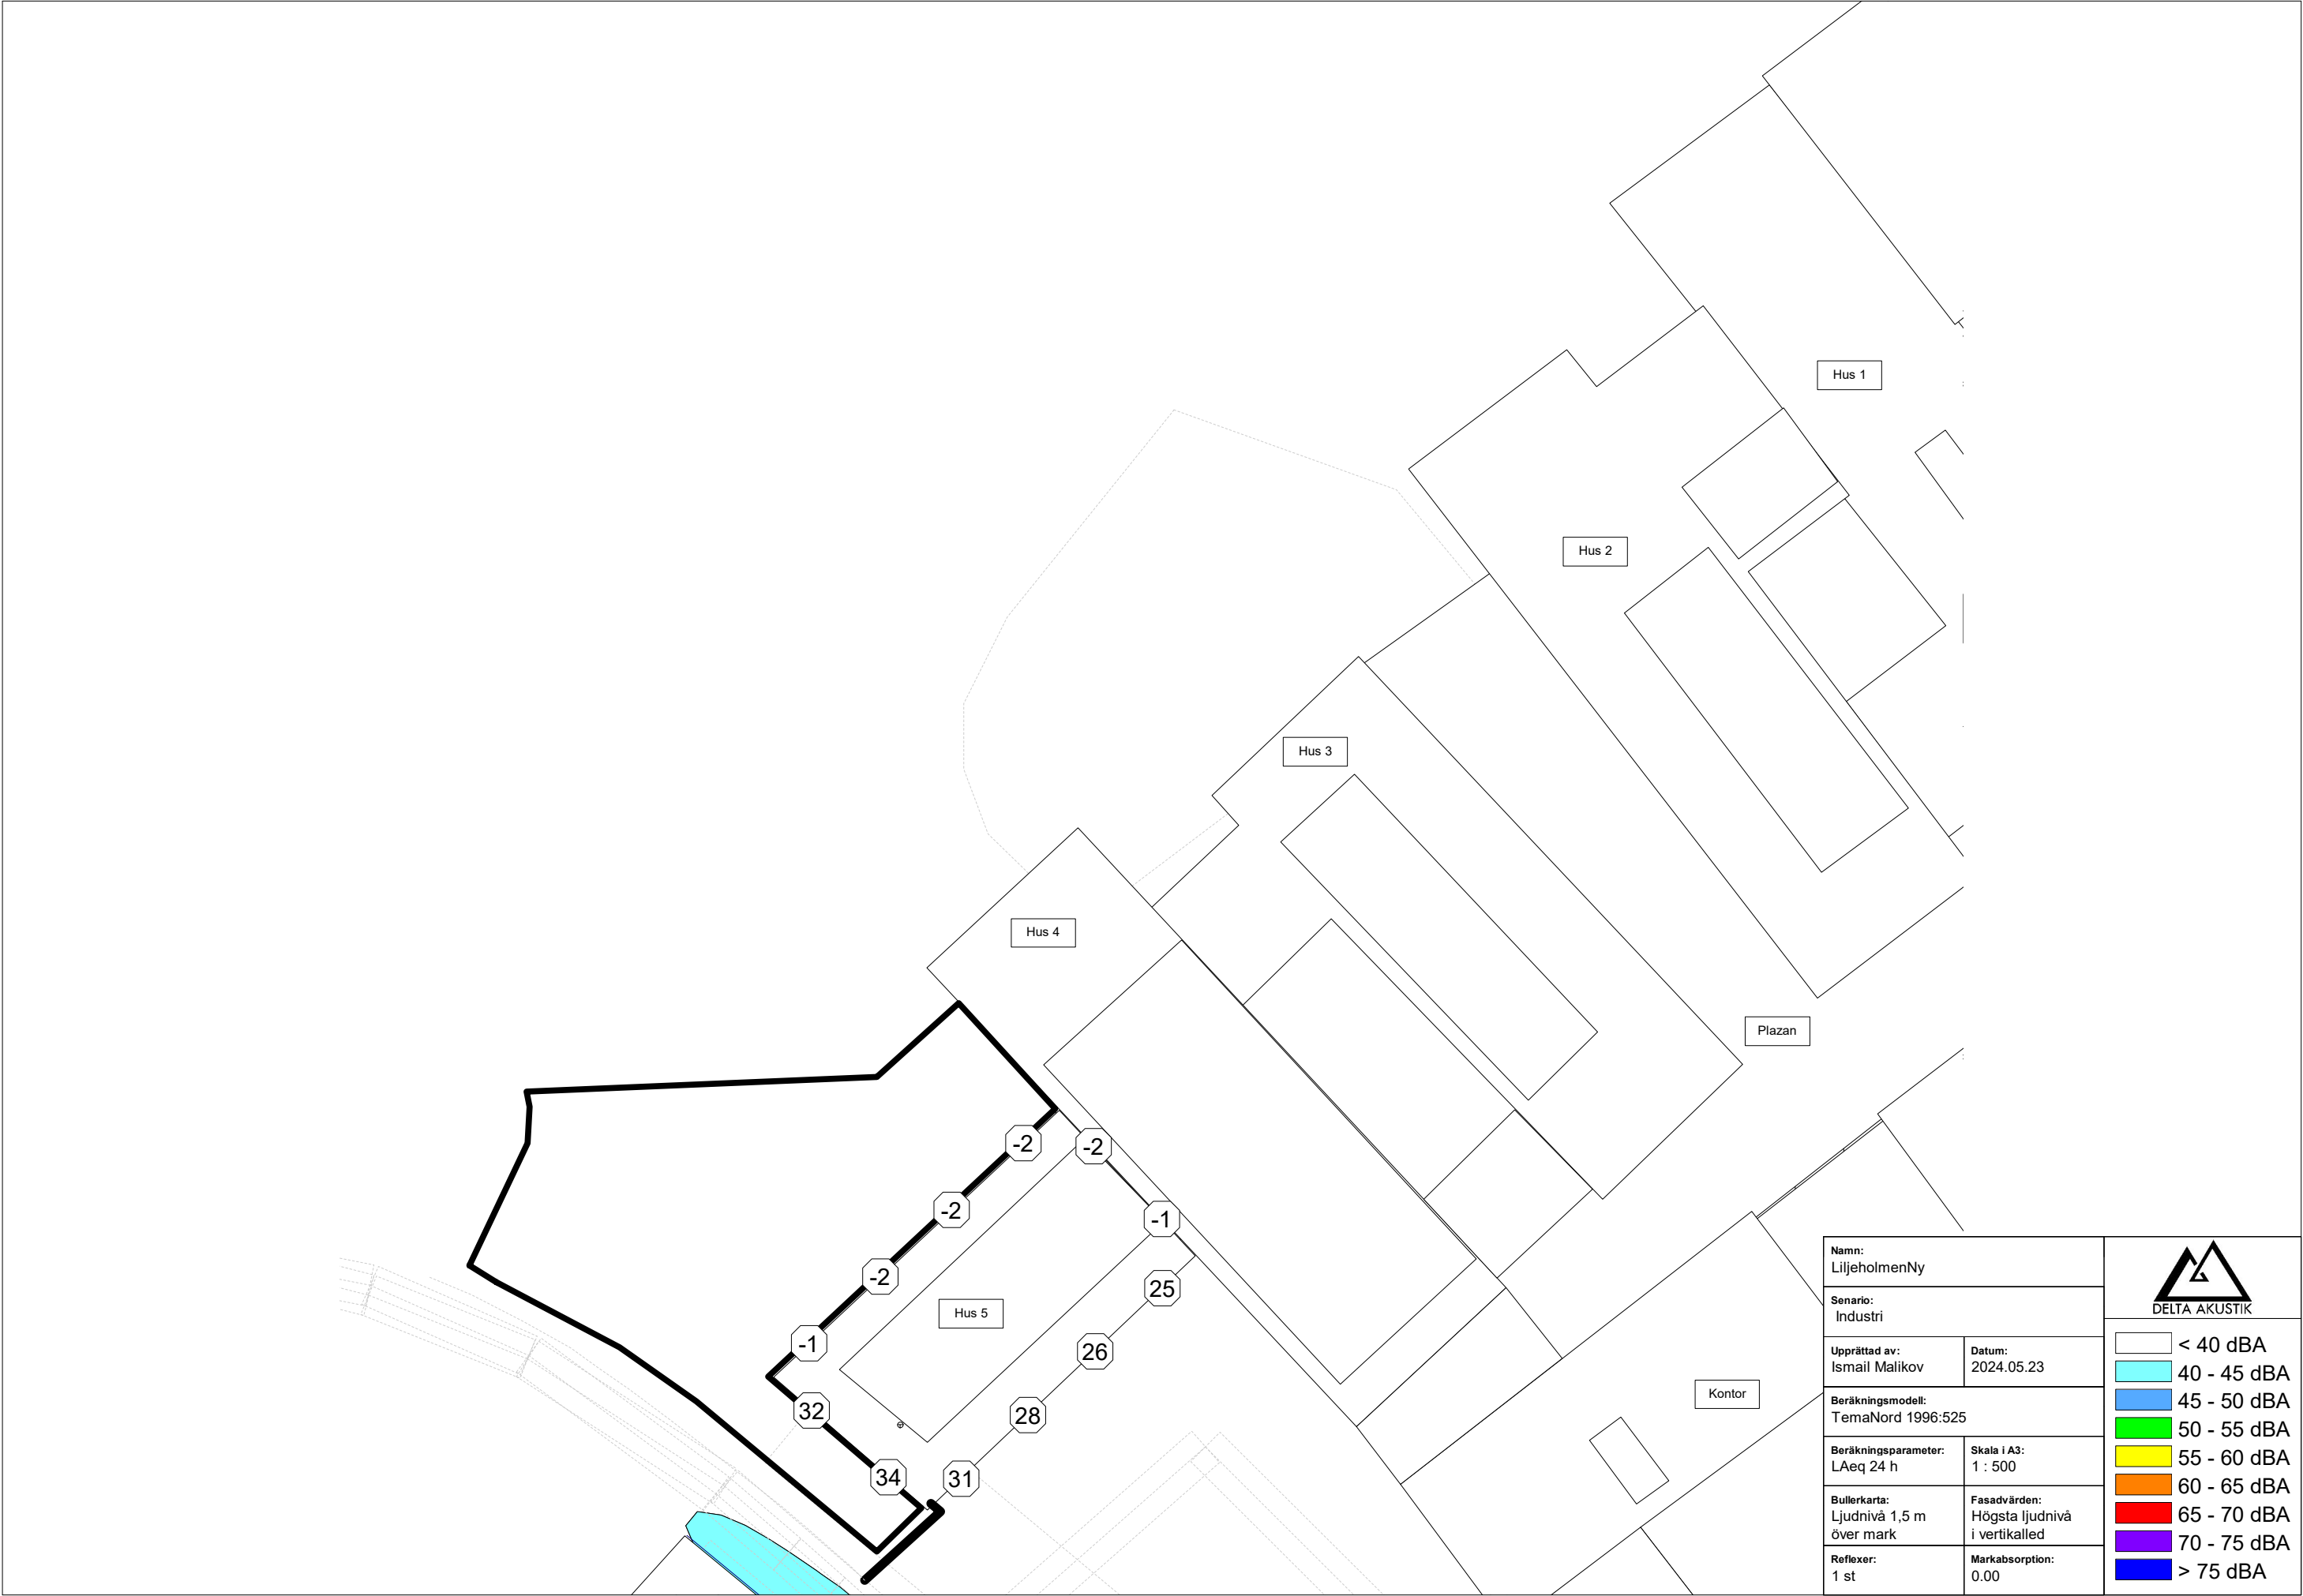 Hus 1
Hus 2
Hus 3
Hus 4
Plazan
-2
-2
-2
-1
-2
25
Hus 5
-1
26
Kontor
32
28
34
31
Namn:
LiljeholmenNy
Senario:
Industri
Upprättad av:
Ismail Malikov
Datum:
2024.05.23
Beräkningsmodell:
TemaNord 1996:525
Beräkningsparameter:
LAeq 24 h
Skala i A3:
1 : 500
Bullerkarta:
Ljudnivå 1,5 m
över mark
Fasadvärden:
Högsta ljudnivå
i vertikalled
Reflexer:
1 st
Markabsorption:
0.00
DELTA AKUSTIK
< 40 dBA
40 - 45 dBA
45 - 50 dBA
50 - 55 dBA
55 - 60 dBA
60 - 65 dBA
65 - 70 dBA
70 - 75 dBA
> 75 dBA